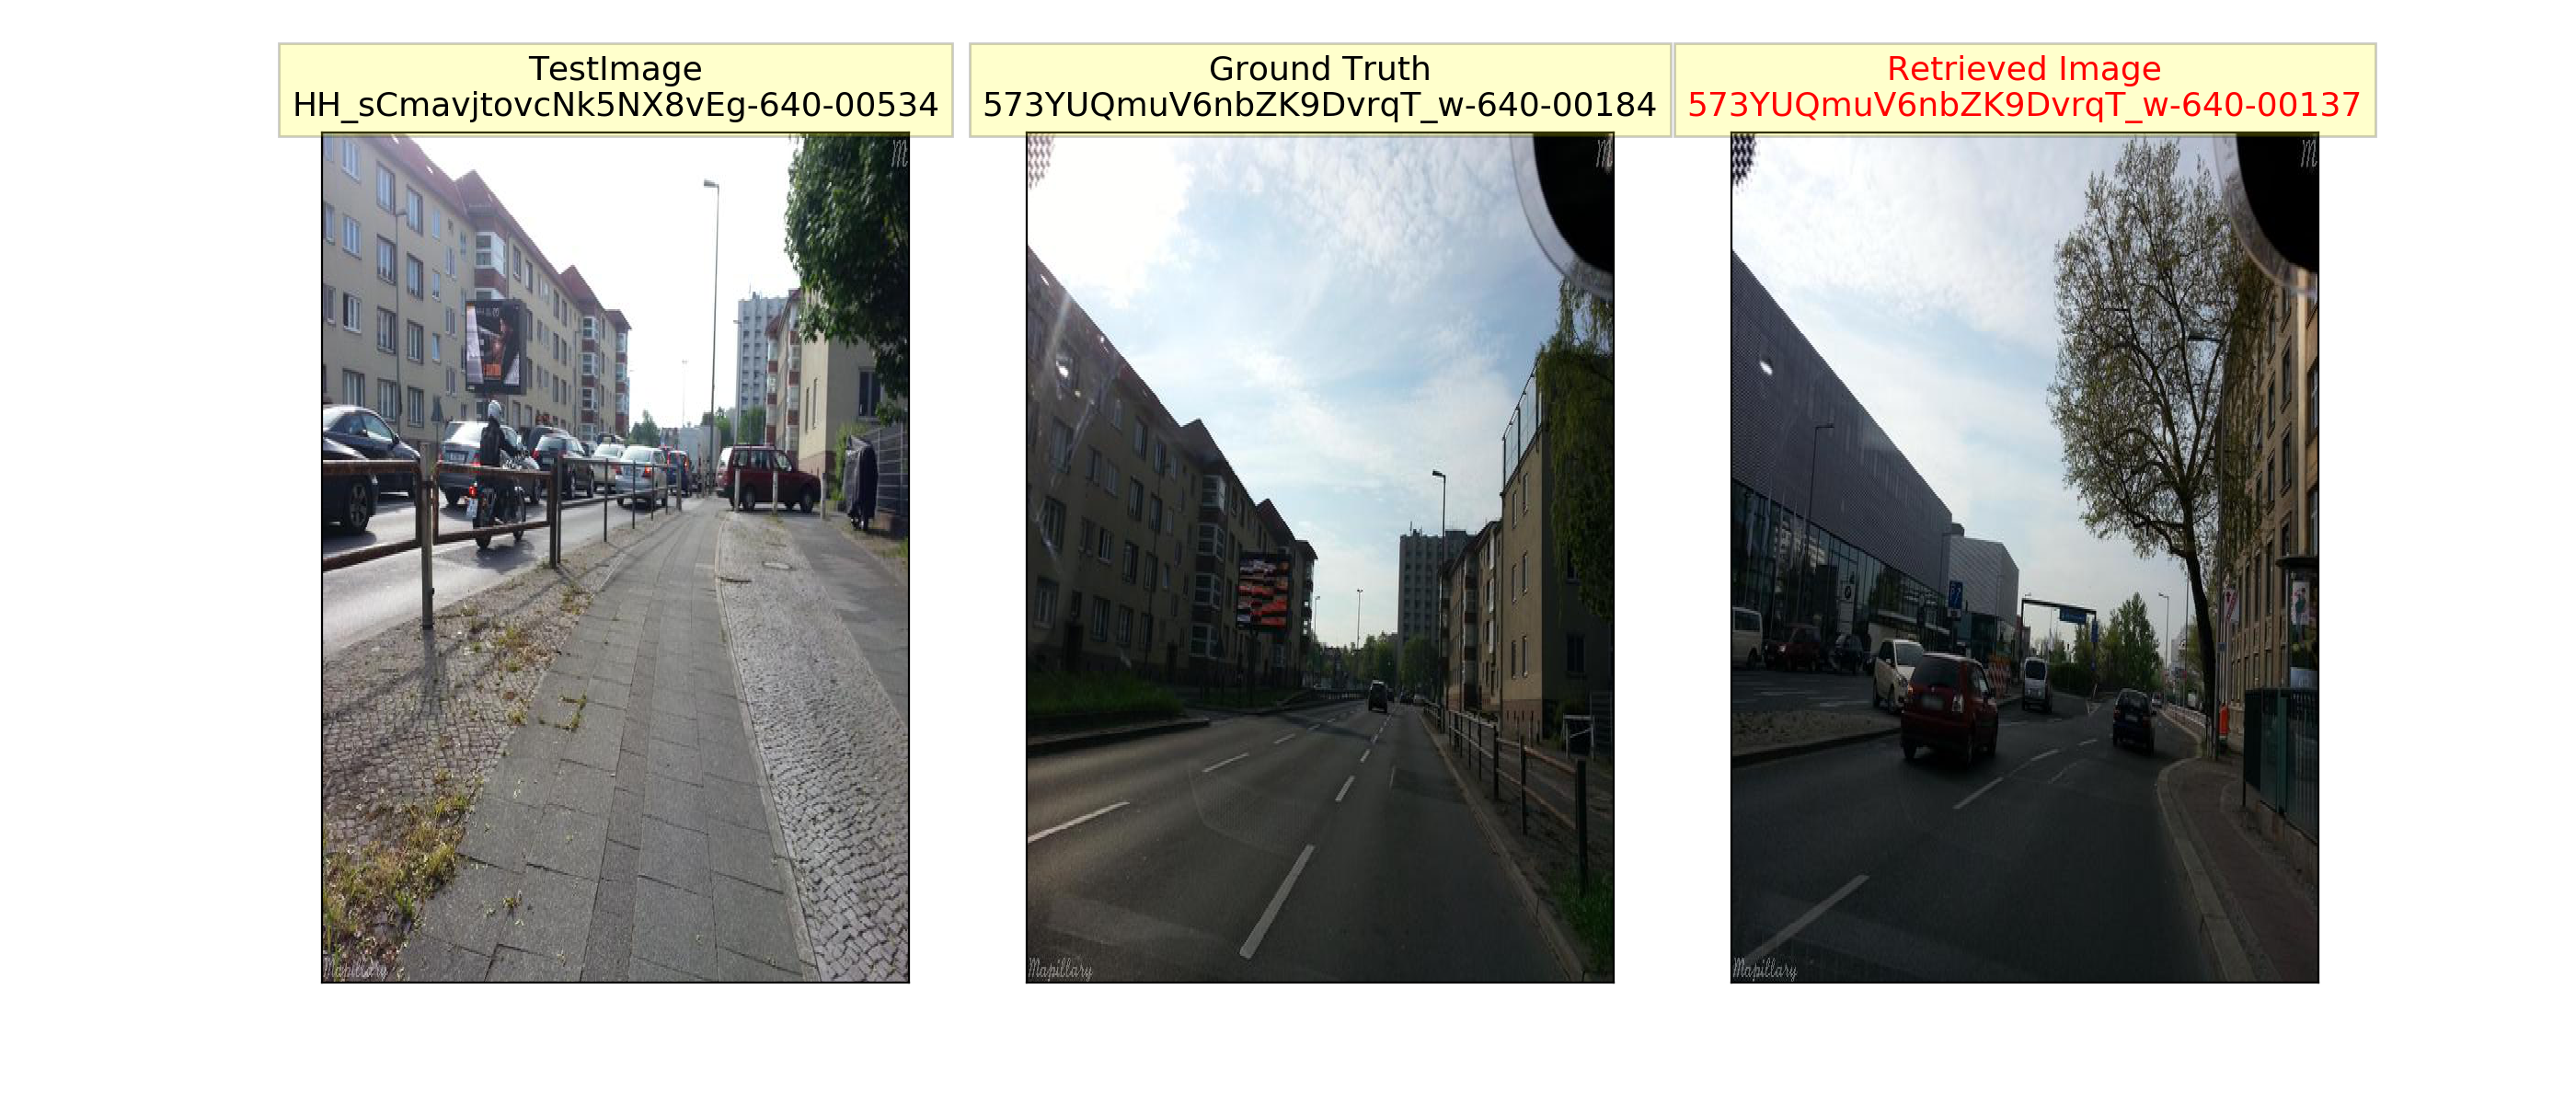 TestImage
HH_sCmavjtovcNk5NX8vEg-640-00534
Ground Truth
573YUQmuV6nbZK9DvrqT_w-640-00184
Retrieved Image
573YUQmuV6nbZK9DvrqT_w-640-00137
M
M
M
Mapillary
Mapillary
Mapillary